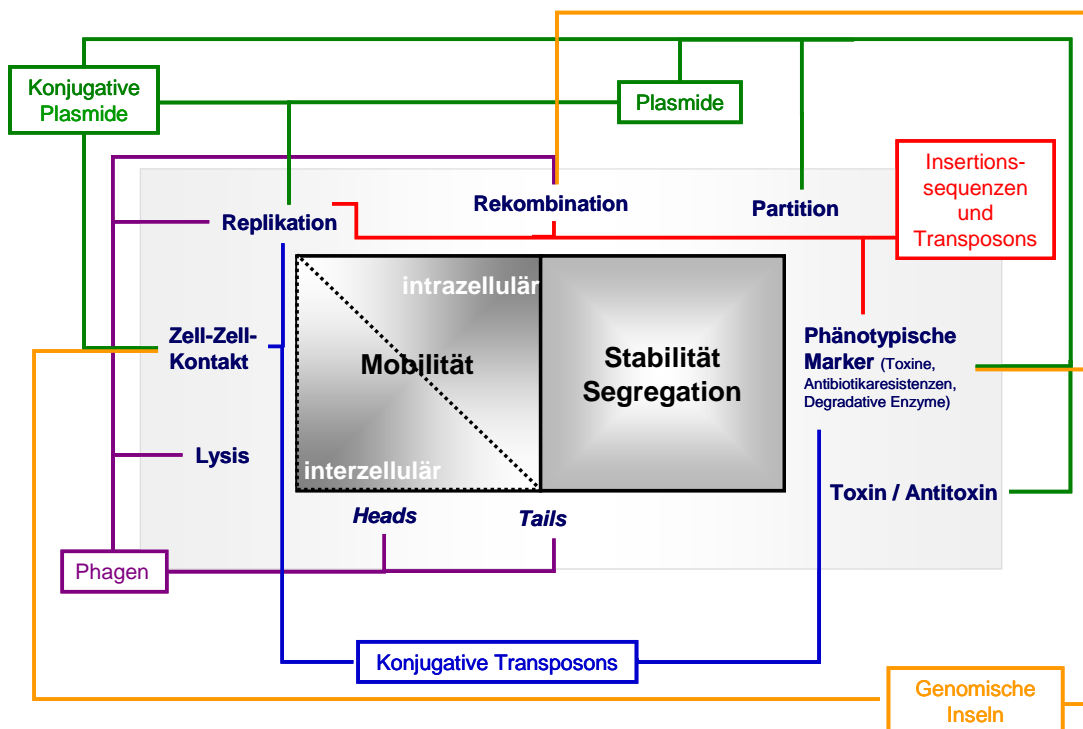 Konjugative
Plasmide
Plasmide
Insertions-
sequenzen
und
Transposons
Rekombination
Partition
Replikation
intrazellulär
Zell-Zell-
Kontakt
Mobilität
Stabilität
Segregation
Phänotypische
Marker (Toxine,
Antibiotikaresistenzen,
Degradative Enzyme)
Lysis
interzellulär
Toxin / Antitoxin
Heads
Tails
Phagen
Konjugative Transposons
Genomische
Inseln